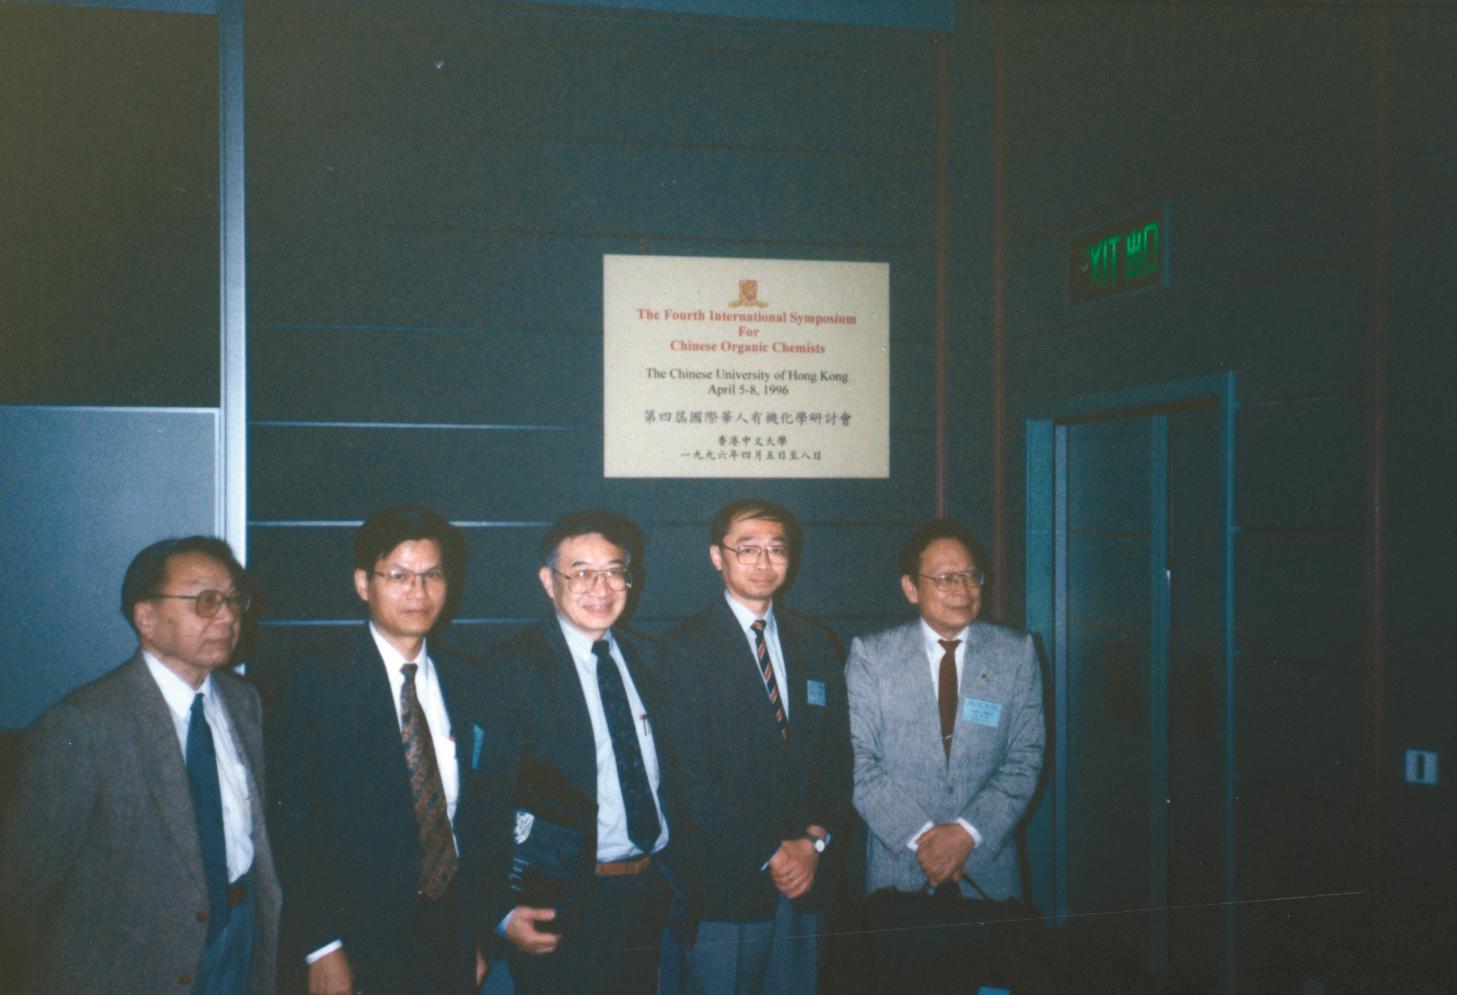 The Fourth International Symposium
For
Chinese Organic Chemists
The Chinese University of Hong Kong
April 5-8, 1996
第四屆國際華人有機化學研討會
香港中文大學
一九九六年四月五日至八日
EXIT 出口